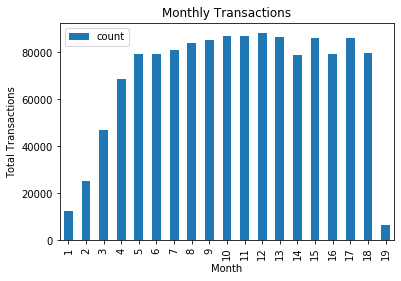 Monthly Transactions
count
Total Transactions
80000
60000
40000
20000
0
1 2 3 4 5 6 7 8 9 10 11 12 13 14 15 16 17 18 19
Month